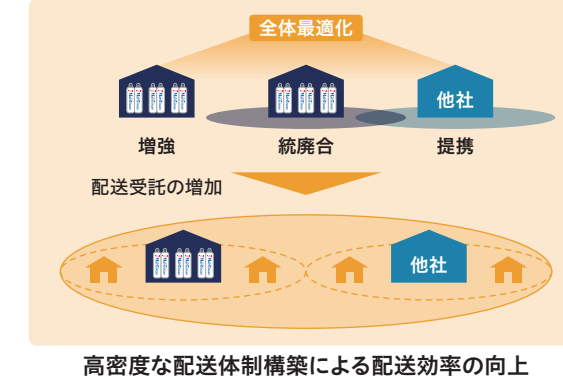 全体最適化
他社
増強
統廃合
提携
配送受託の増加
他社
高密度な配送体制構築による配送効率の向上